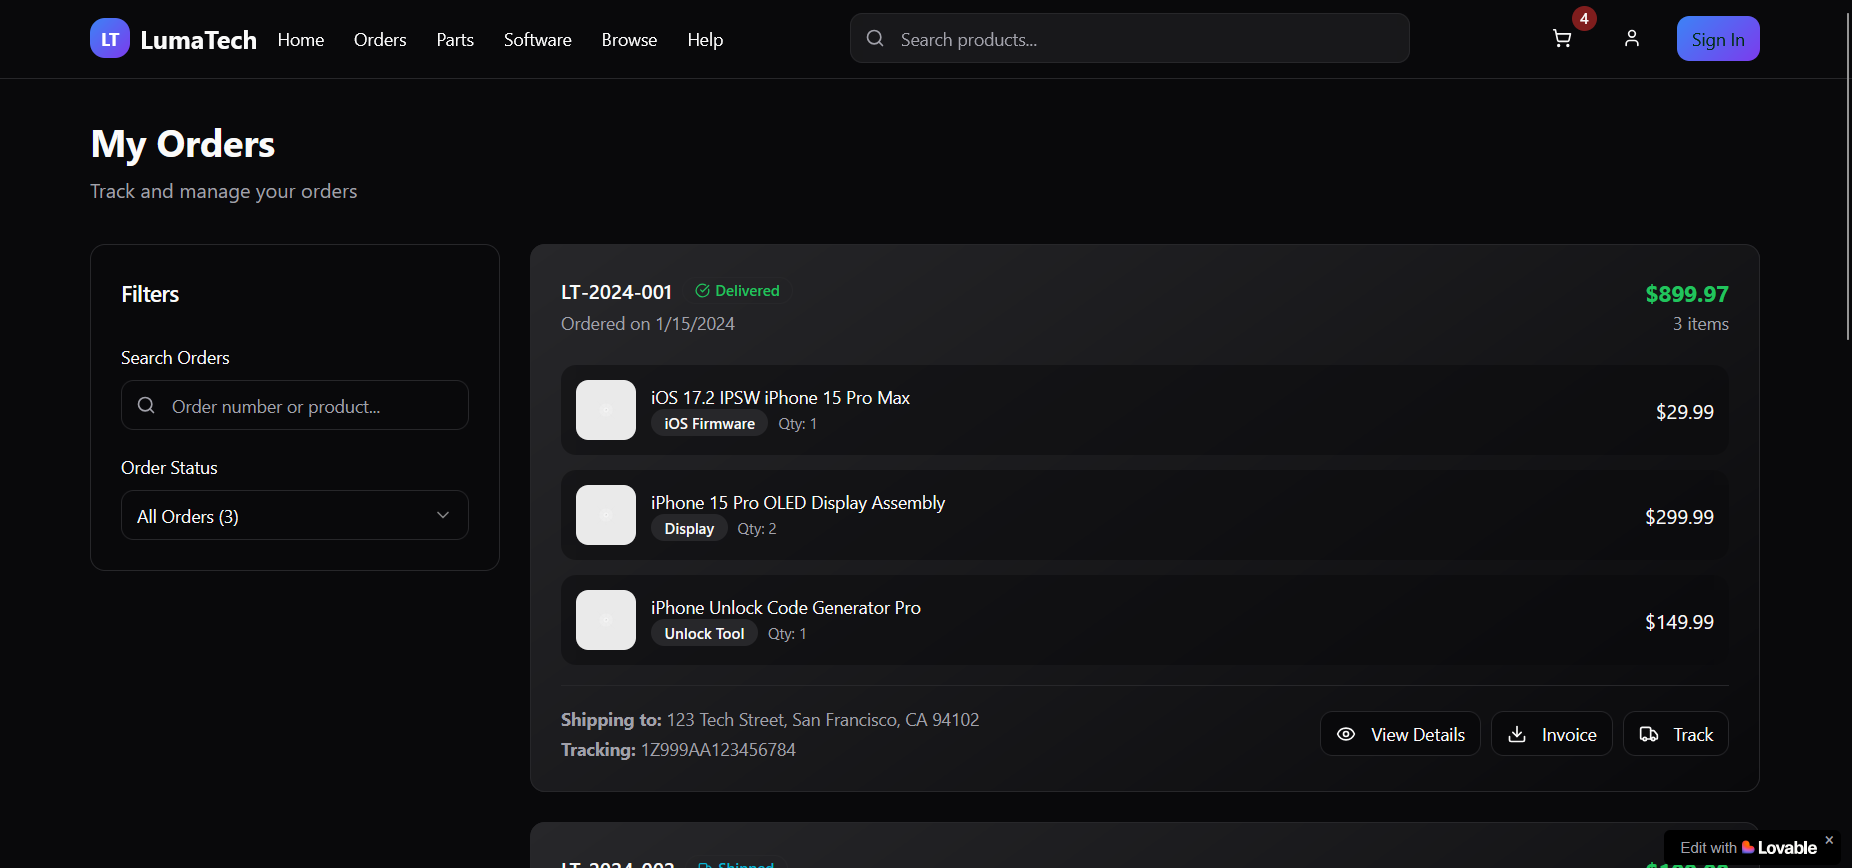 LT LumaTech Home Orders Parts Software Browse Help Search products... 4 Sign In
My Orders
Track and manage your orders
Filters
Search Orders
Order number or product...
Order Status
All Orders (3)
LT-2024-001 Delivered $899.97
Ordered on 1/15/2024 3 items
iOS 17.2 IPSW iPhone 15 Pro Max
iOS Firmware Qty: 1 $29.99
iPhone 15 Pro OLED Display Assembly
Display Qty: 2 $299.99
iPhone Unlock Code Generator Pro
Unlock Tool Qty: 1 $149.99
Shipping to: 123 Tech Street, San Francisco, CA 94102
Tracking: 1Z999AA123456784
View Details Invoice Track
LT-2024-002 Shipped
Edit with Lovable ×